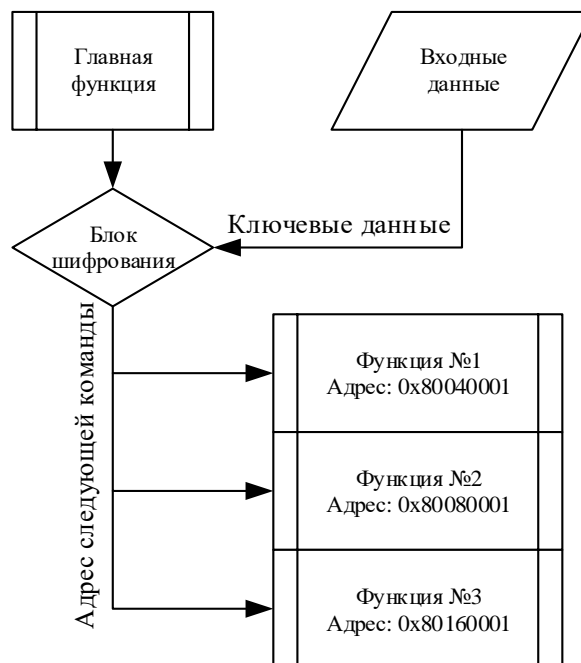 Главная
функция
Входные
данные
Ключевые данные
Блок
шифрования
Адрес следующей команды
Функция №1
Адрес: 0x80040001
Функция №2
Адрес: 0x80080001
Функция №3
Адрес: 0x80160001